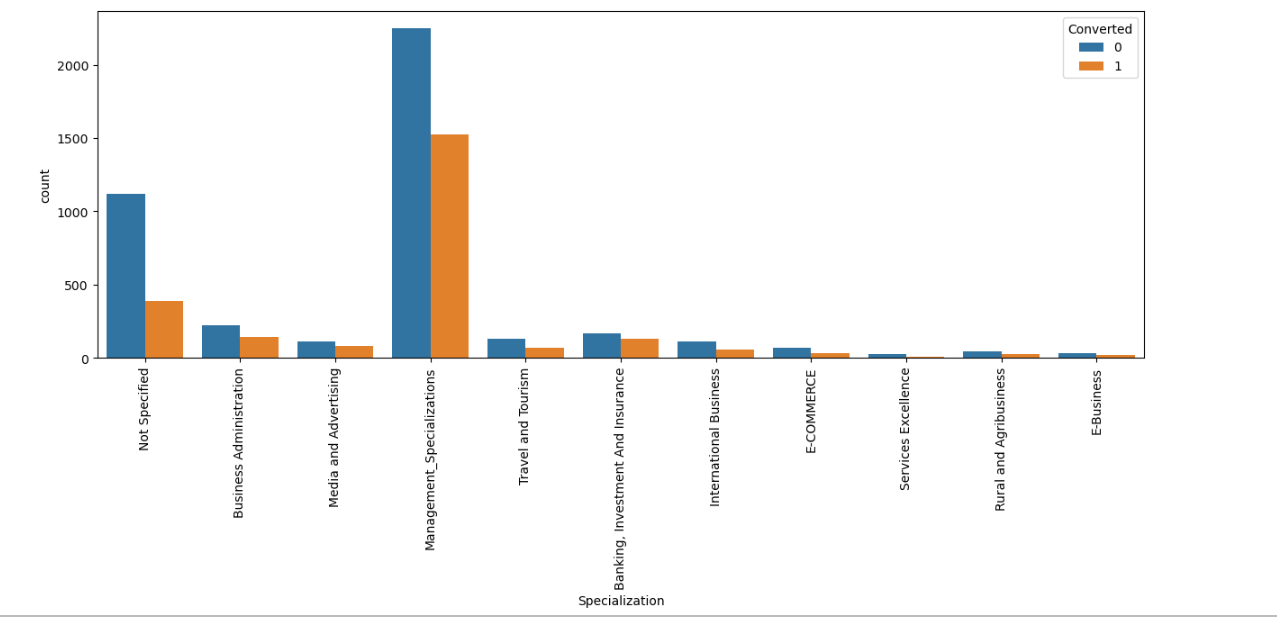 Converted
0
1
2000
1500
1000
500
0
count
Not Specified
Business Administration
Media and Advertising
Management_Specializations
Travel and Tourism
Banking, Investment And Insurance
International Business
E-COMMERCE
Services Excellence
Rural and Agribusiness
E-Business
Specialization